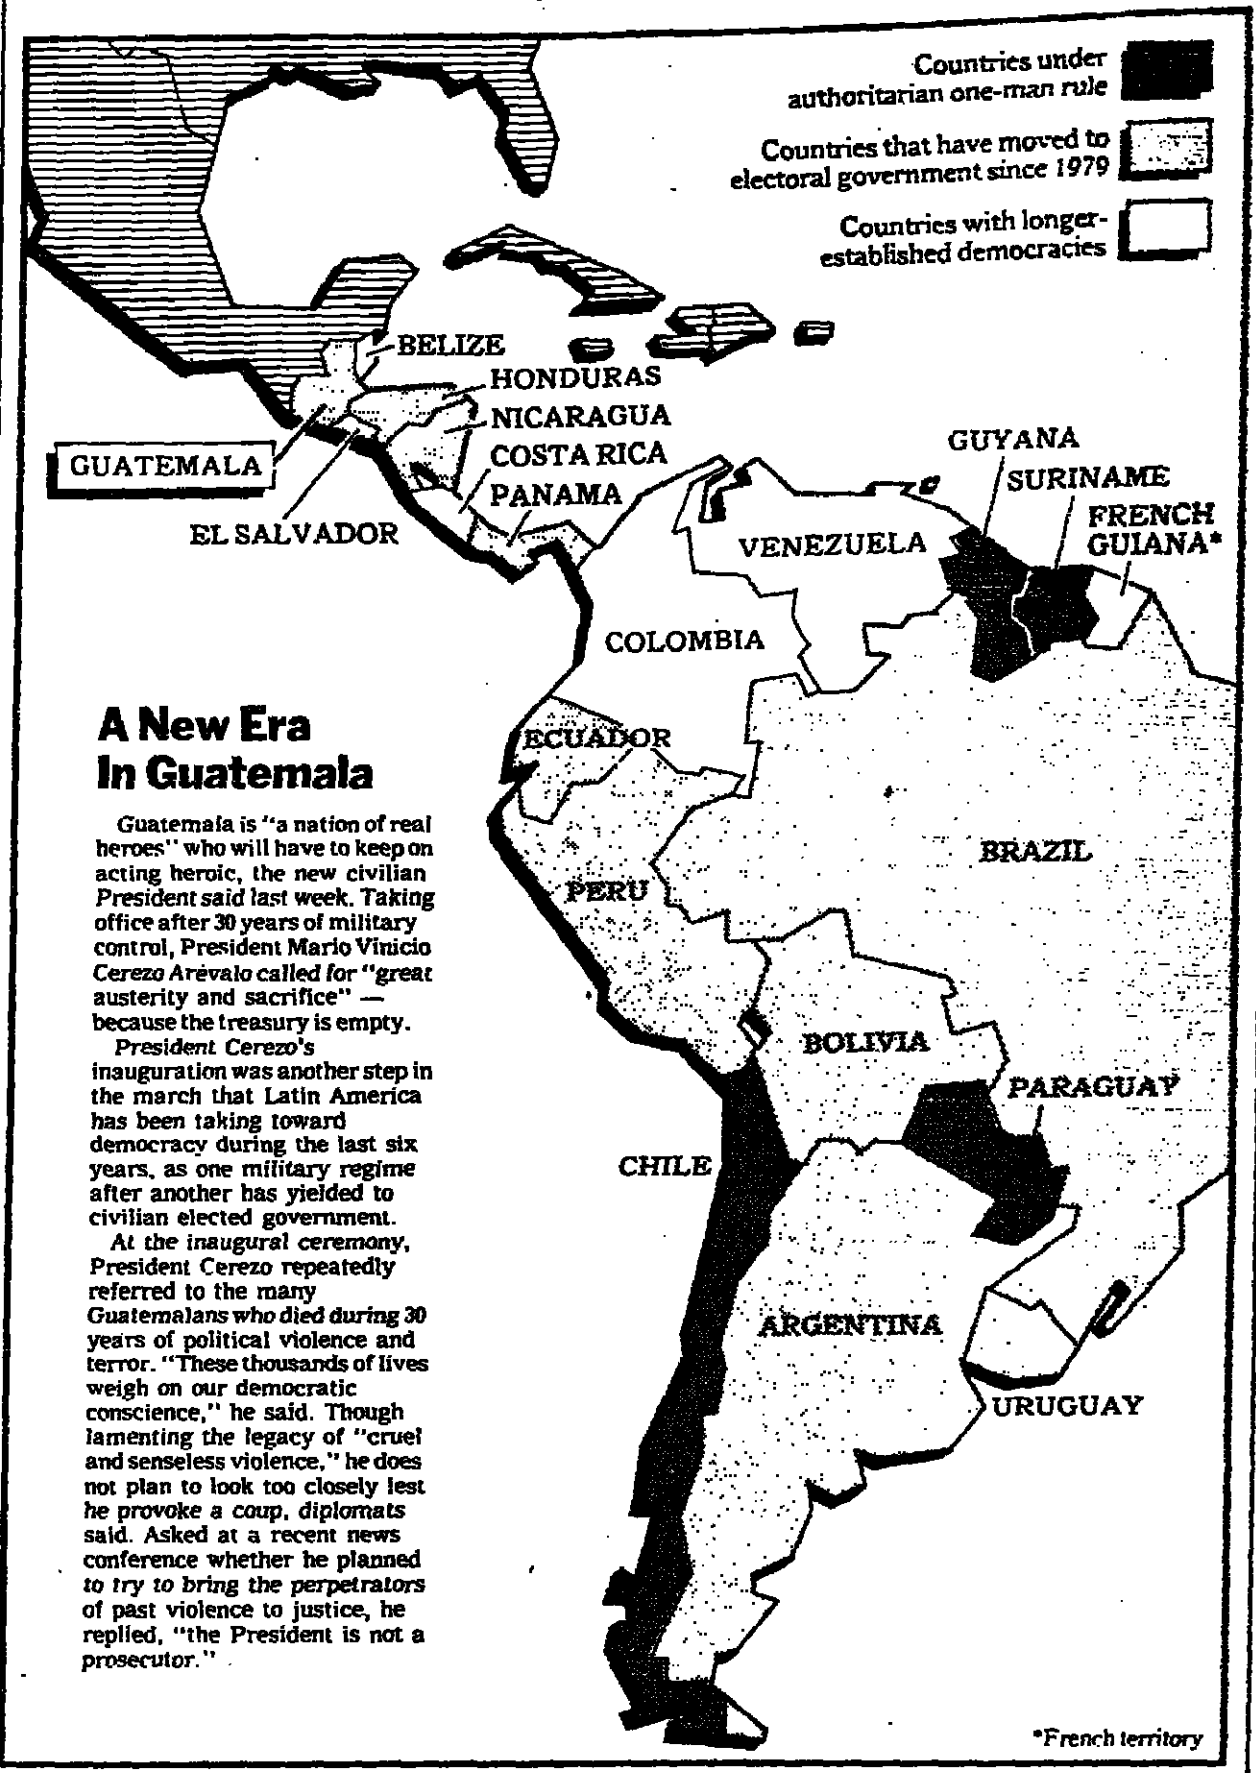 Countries under
authoritarian one-man rule
Countries that have moved to
electoral government since 1979
Countries with longer-
established democracies
BELIZE
HONDURAS
NICARAGUA
COSTA RICA
PANAMA
GUATEMALA
EL SALVADOR
GUYANA
SURINAME
FRENCH
GUIANA*
VENEZUELA
COLOMBIA
ECUADOR
BRAZIL
PERU
BOLIVIA
PARAGUAY
CHILE
ARGENTINA
URUGUAY
A New Era
In Guatemala
Guatemala is "a nation of real
heroes" who will have to keep on
acting heroic, the new civilian
President said last week. Taking
office after 30 years of military
control, President Mario Vinicio
Cerezo Arévalo called for "great
austerity and sacrifice" —
because the treasury is empty.
President Cerezo's
inauguration was another step in
the march that Latin America
has been taking toward
democracy during the last six
years, as one military regime
after another has yielded to
civilian elected government.
At the inaugural ceremony,
President Cerezo repeatedly
referred to the many
Guatemalans who died during 30
years of political violence and
terror. "These thousands of lives
weigh on our democratic
conscience," he said. Though
lamenting the legacy of "cruel
and senseless violence," he does
not plan to look too closely lest
he provoke a coup, diplomats
said. Asked at a recent news
conference whether he planned
to try to bring the perpetrators
of past violence to justice, he
replied, "the President is not a
prosecutor."
*French territory